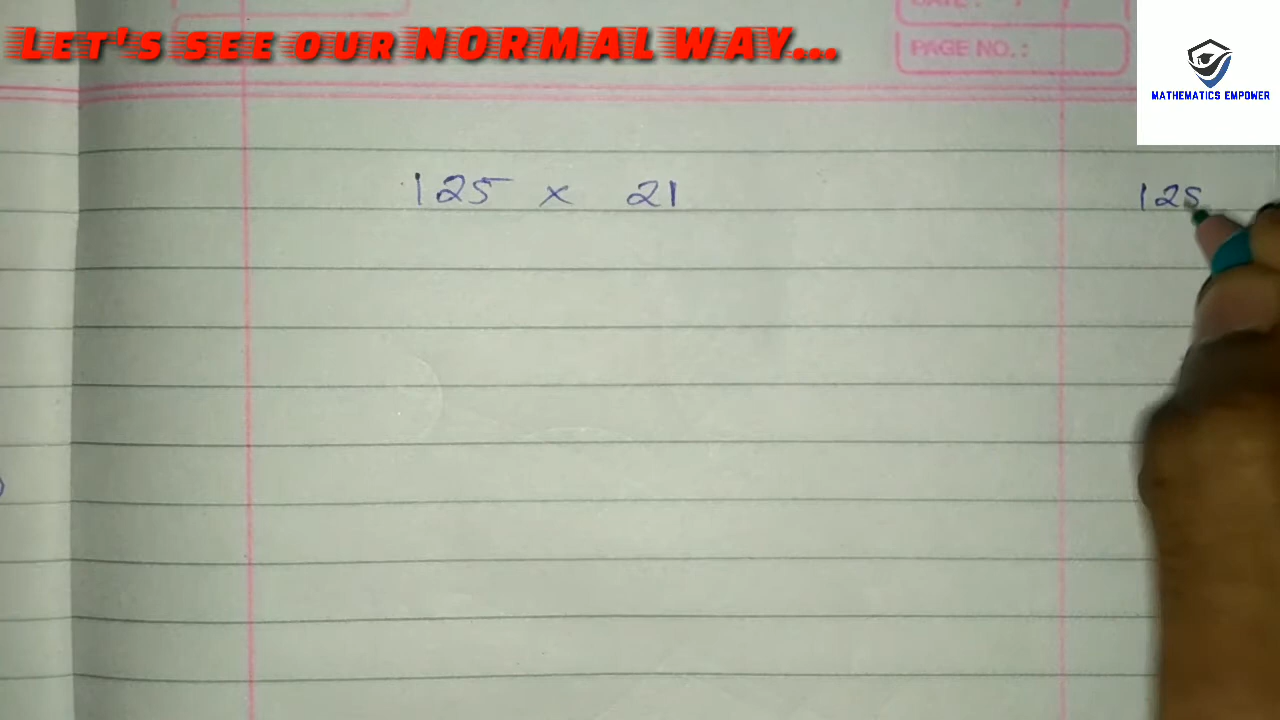 LET'S SEE OUR NORMAL WAY...
PAGE NO.:
MATHEMATICS EMPOWER
125 x 21
125